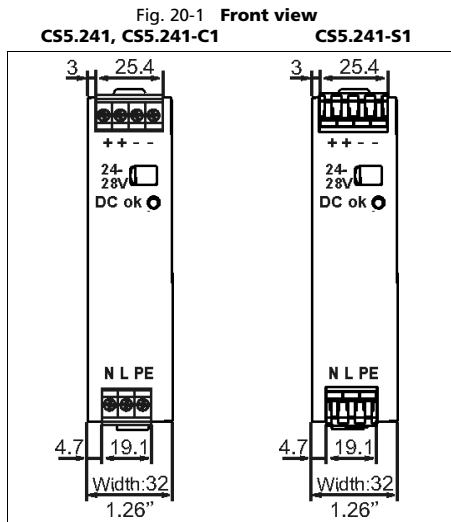 Fig. 20-1 Front view
CS5.241, CS5.241-C1
CS5.241-S1
3 25.4
+ + - -
24-
28V
DC ok
N L PE
4.7 19.1
Width:32
1.26"
3 25.4
+ + - -
24-
28V
DC ok
N L PE
4.7 19.1
Width:32
1.26"